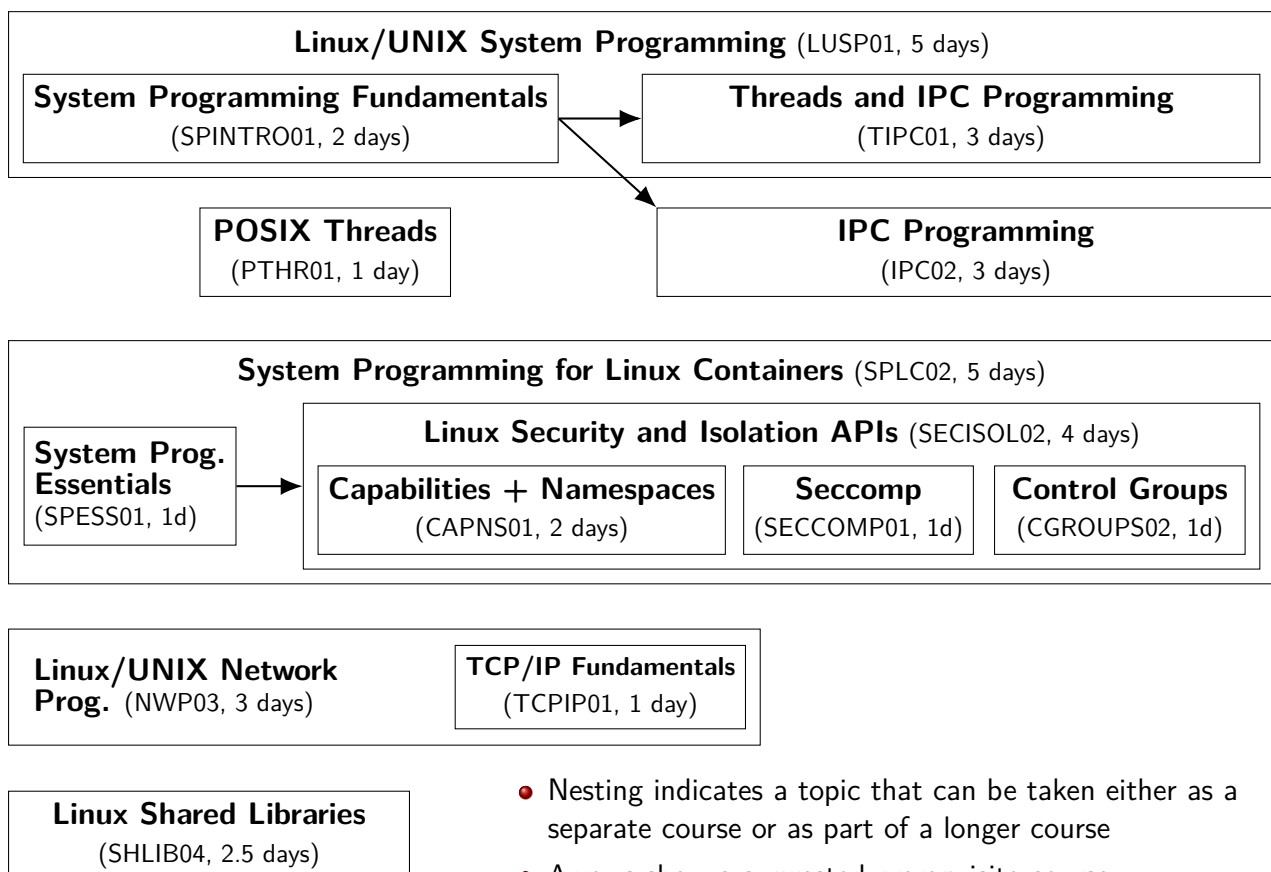 Linux/UNIX System Programming (LUSP01, 5 days)
System Programming Fundamentals
(SPINTRO01, 2 days)
Threads and IPC Programming
(TIPC01, 3 days)
POSIX Threads
(PTHR01, 1 day)
IPC Programming
(IPC02, 3 days)
System Programming for Linux Containers (SPLC02, 5 days)
System Prog.
Essentials
(SPESS01, 1d)
Linux Security and Isolation APIs (SECISOL02, 4 days)
Capabilities + Namespaces
(CAPNS01, 2 days)
Seccomp
(SECCOMP01, 1d)
Control Groups
(CGROUPS02, 1d)
Linux/UNIX Network
Prog. (NWP03, 3 days)
TCP/IP Fundamentals
(TCPIP01, 1 day)
Linux Shared Libraries
(SHLIB04, 2.5 days)
Nesting indicates a topic that can be taken either as a
separate course or as part of a longer course